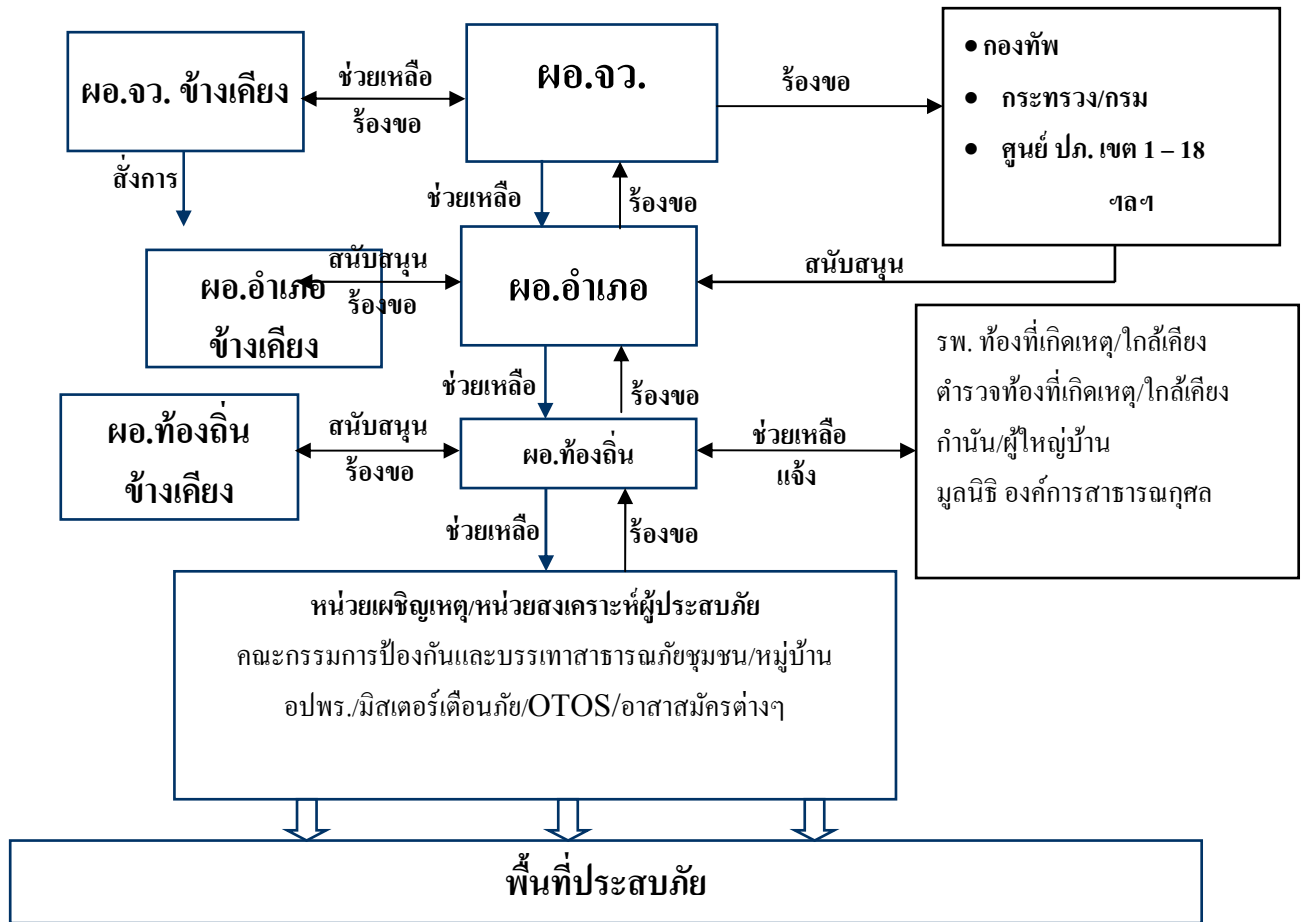 ผอ.จว. ข้างเคียง
ช่วยเหลือ
ร้องขอ
ผอ.จว.
ร้องขอ
• กองทัพ
• กระทรวง/กรม
• ศูนย์ ปภ. เขต 1 – 18
ฯลฯ
สั่งการ
ช่วยเหลือ
ร้องขอ
ผอ.อำเภอ
ข้างเคียง
สนับสนุน
ร้องขอ
ผอ.อำเภอ
สนับสนุน
ช่วยเหลือ
ร้องขอ
รพ. ท้องที่เกิดเหตุ/ใกล้เคียง
ตำรวจท้องที่เกิดเหตุ/ใกล้เคียง
กำนัน/ผู้ใหญ่บ้าน
มูลนิธิ องค์การสาธารณกุศล
ผอ.ท้องถิ่น
ข้างเคียง
สนับสนุน
ร้องขอ
ผอ.ท้องถิ่น
ช่วยเหลือ
แจ้ง
ช่วยเหลือ
ร้องขอ
หน่วยเผชิญเหตุ/หน่วยสงเคราะห์ผู้ประสบภัย
คณะกรรมการป้องกันและบรรเทาสาธารณภัยชุมชน/หมู่บ้าน
อปพร./มิสเตอร์เตือนภัย/OTOS/อาสาสมัครต่างๆ
พื้นที่ประสบภัย